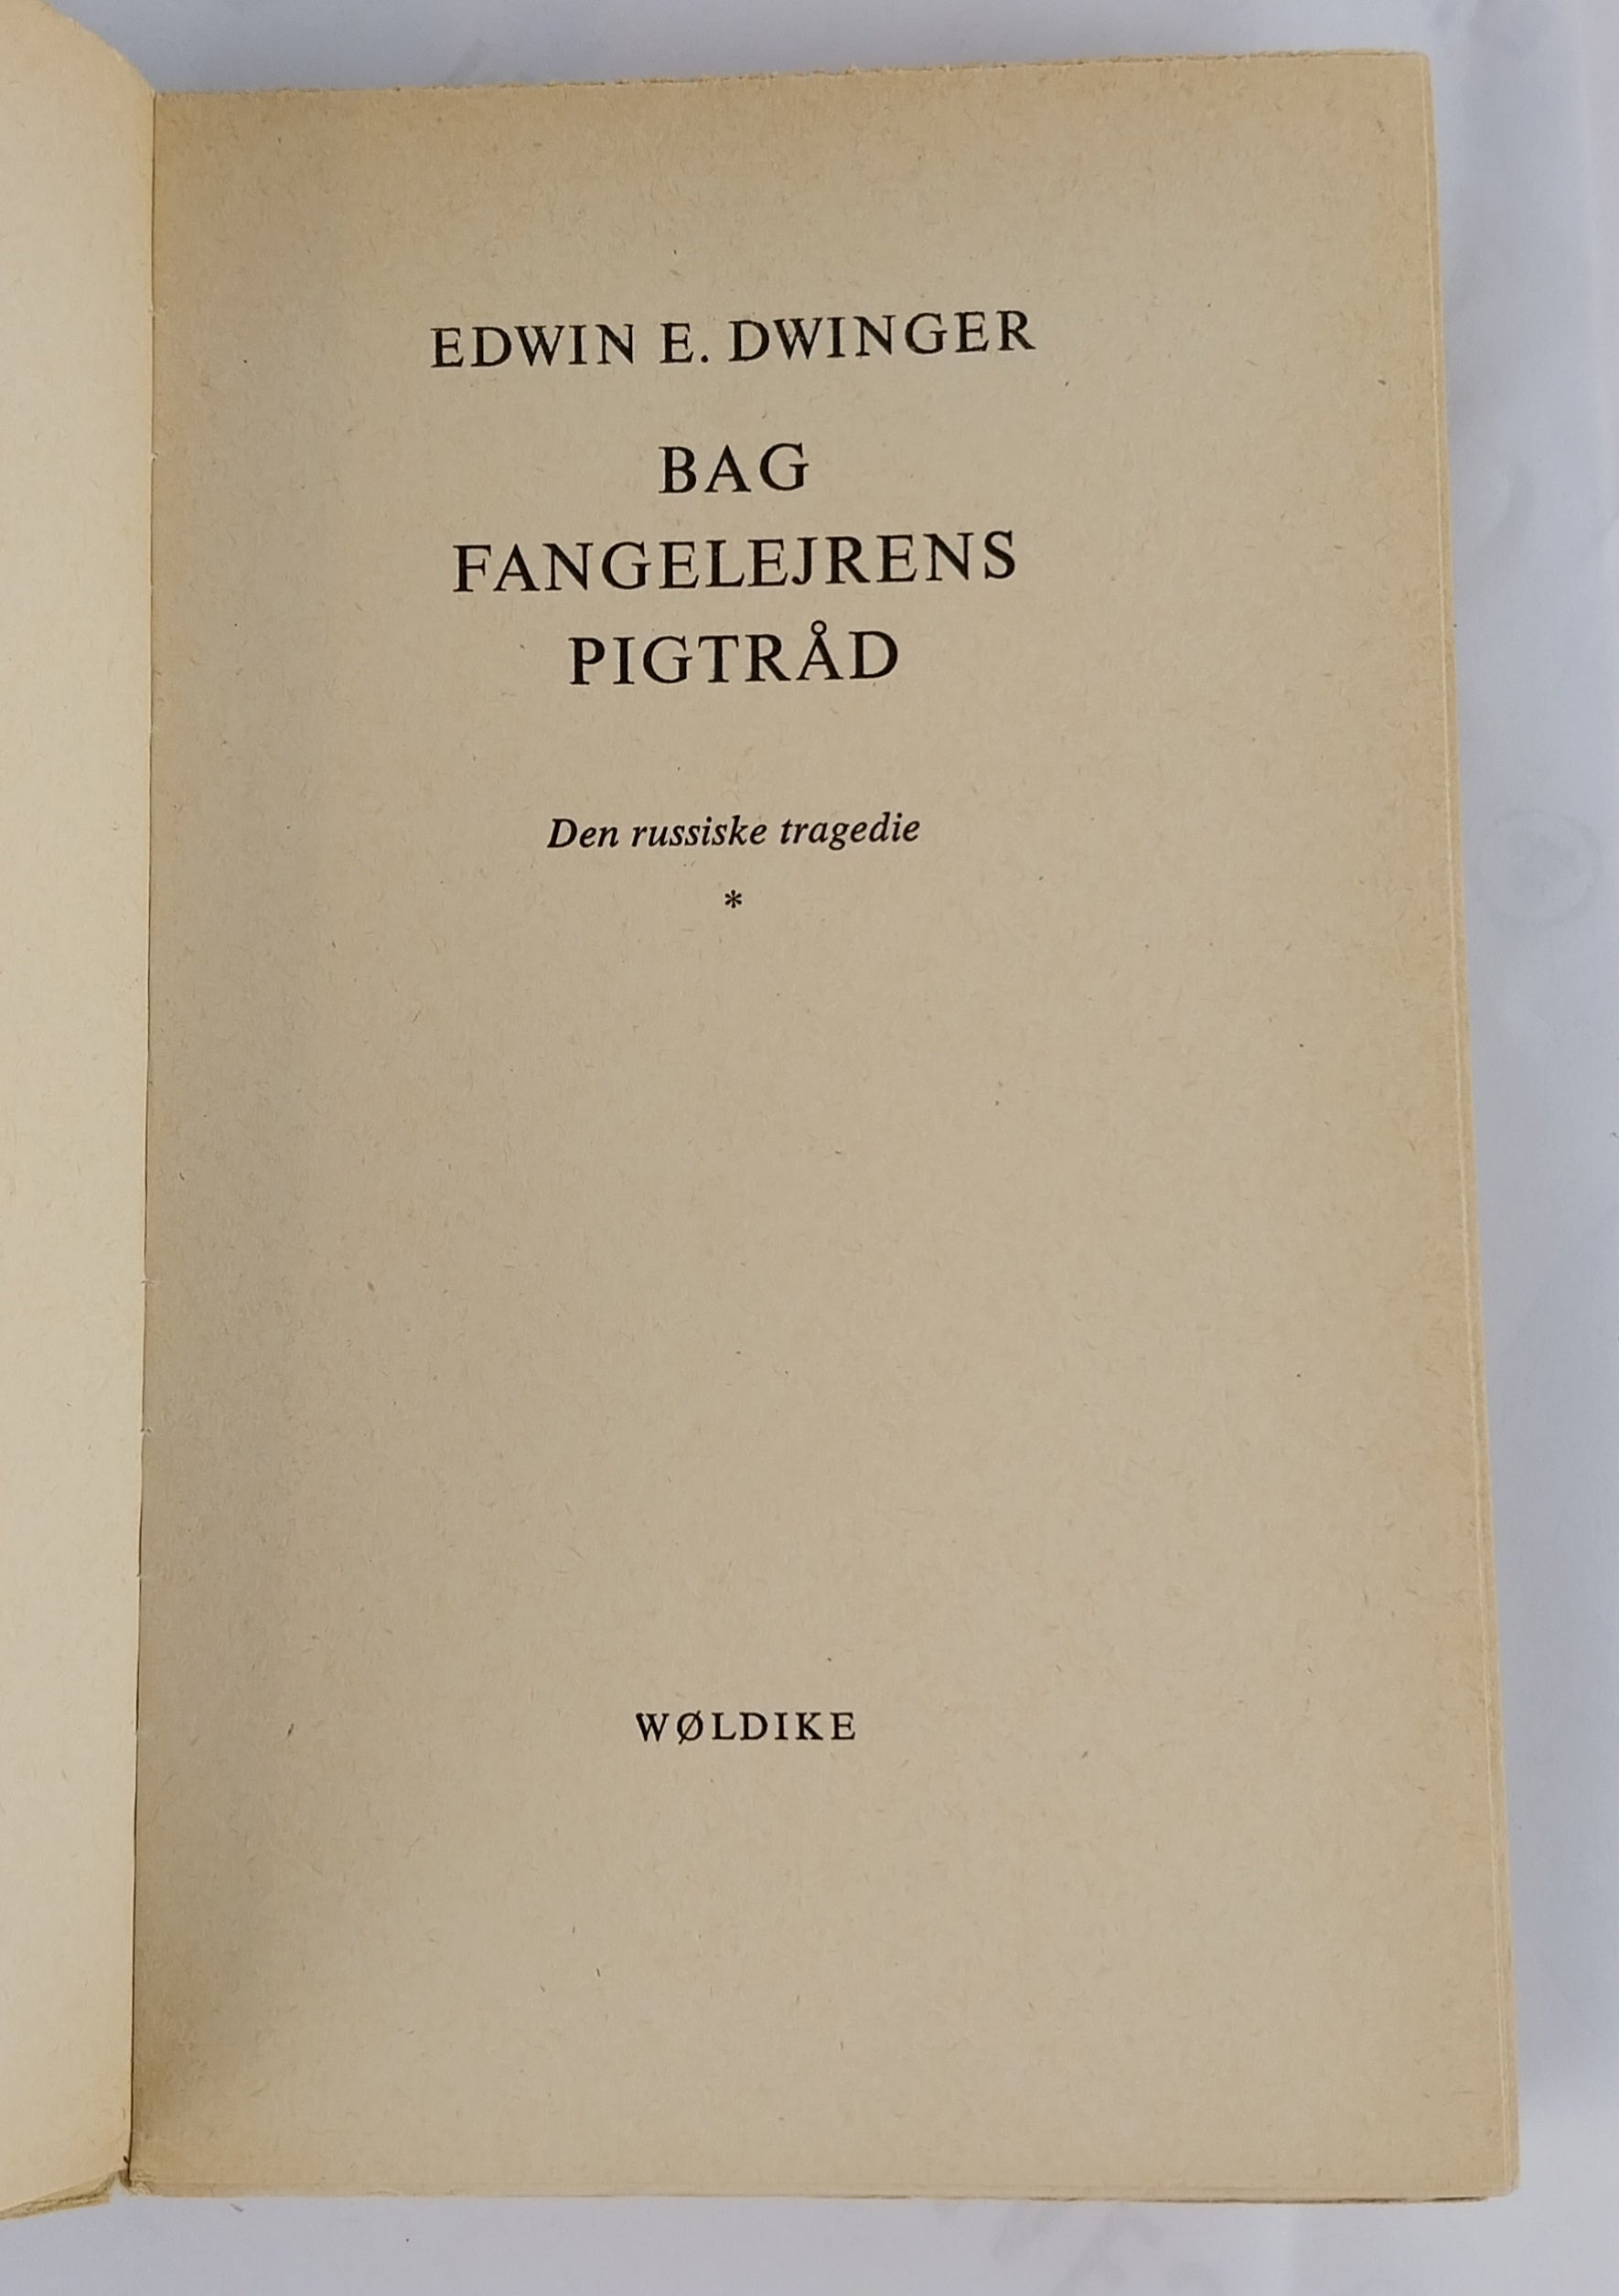 EDWIN E. DWINGER
BAG
FANGELEJRENS
PIGTRÅD
Den russiske tragedie
*
WØLDIKE